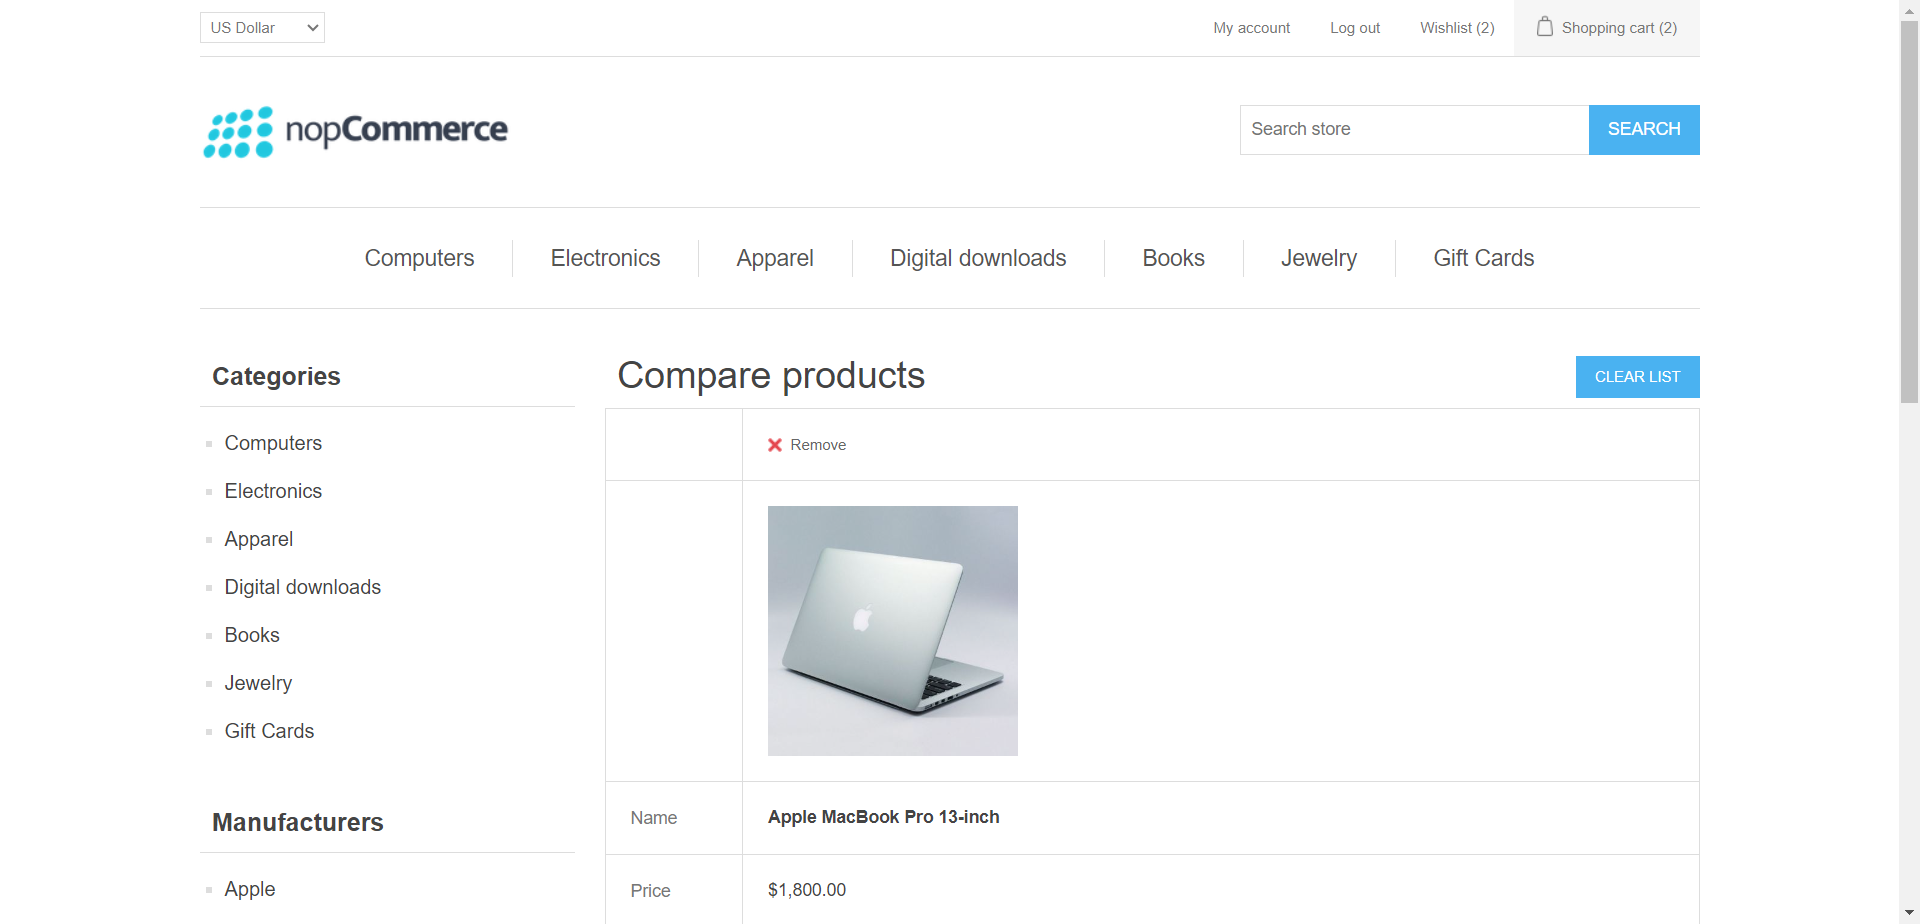 US Dollar
My account
Log out
Wishlist (2)
Shopping cart (2)
nopCommerce
Search store
SEARCH
Computers
Electronics
Apparel
Digital downloads
Books
Jewelry
Gift Cards
Categories
Computers
Electronics
Apparel
Digital downloads
Books
Jewelry
Gift Cards
Manufacturers
Apple
Compare products
CLEAR LIST
Remove
Name
Apple MacBook Pro 13-inch
Price
$1,800.00